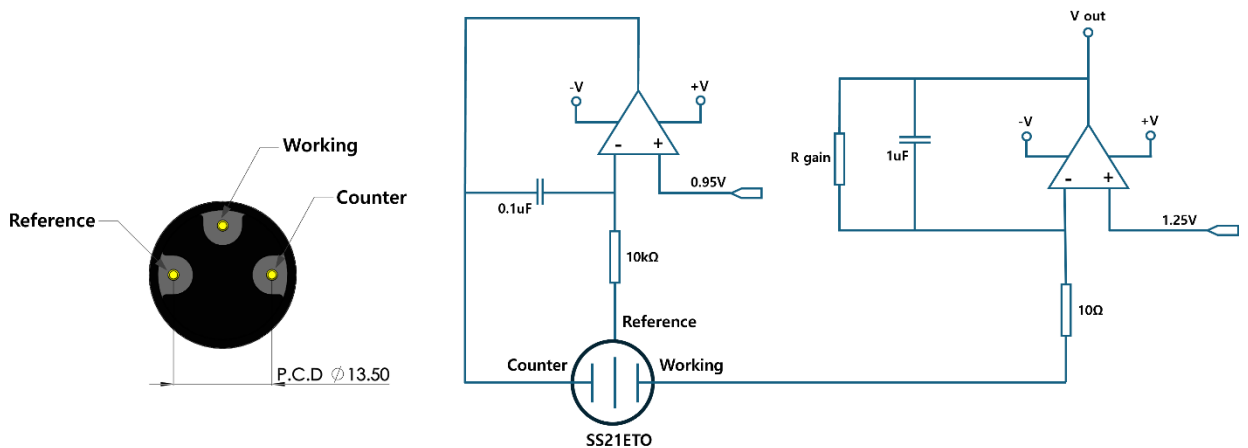 Working
Counter
Reference
P.C.D ∅ 13.50
-V
+V
-
+
0.95V
0.1uF
10kΩ
Reference
Counter
Working
SS21ETO
V out
-V
+V
R gain
1uF
-
+
1.25V
10Ω